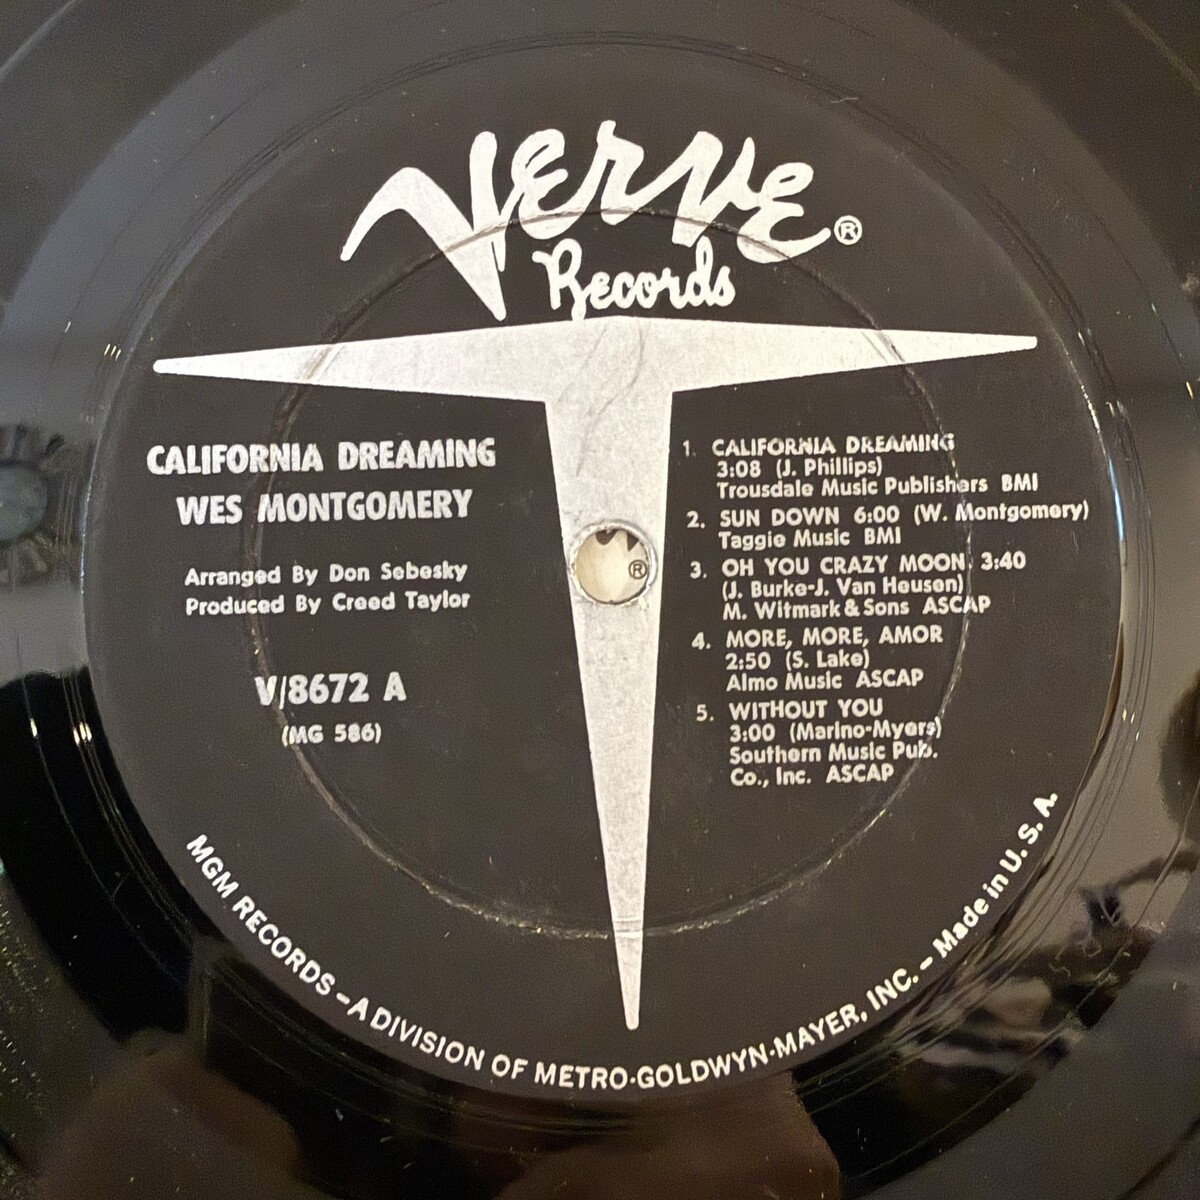 Verve ®
Records
CALIFORNIA DREAMING
WES MONTGOMERY
Arranged By Don Sebesky
Produced By Creed Taylor
V/8672 A
(MG 586)
1. CALIFORNIA DREAMING
3:08 (J. Phillips)
Trousdale Music Publishers BMI
2. SUN DOWN 6:00 (W. Montgomery)
Taggie Music BMI
3. OH YOU CRAZY MOON 3:40
(J. Burke-J. Van Heusen)
M. Witmark & Sons ASCAP
4. MORE, MORE, AMOR
2:50 (S. Lake)
Almo Music ASCAP
5. WITHOUT YOU
3:00 (Marino-Myers)
Southern Music Pub.
Co., Inc. ASCAP
®
MGM RECORDS – A DIVISION OF METRO-GOLDWYN-MAYER, INC. – Made in U. S. A.